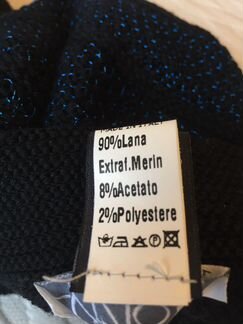 MADE IN ITALY
90%Lana
Extraf.Merin
8%Acetato
2%Polyestere